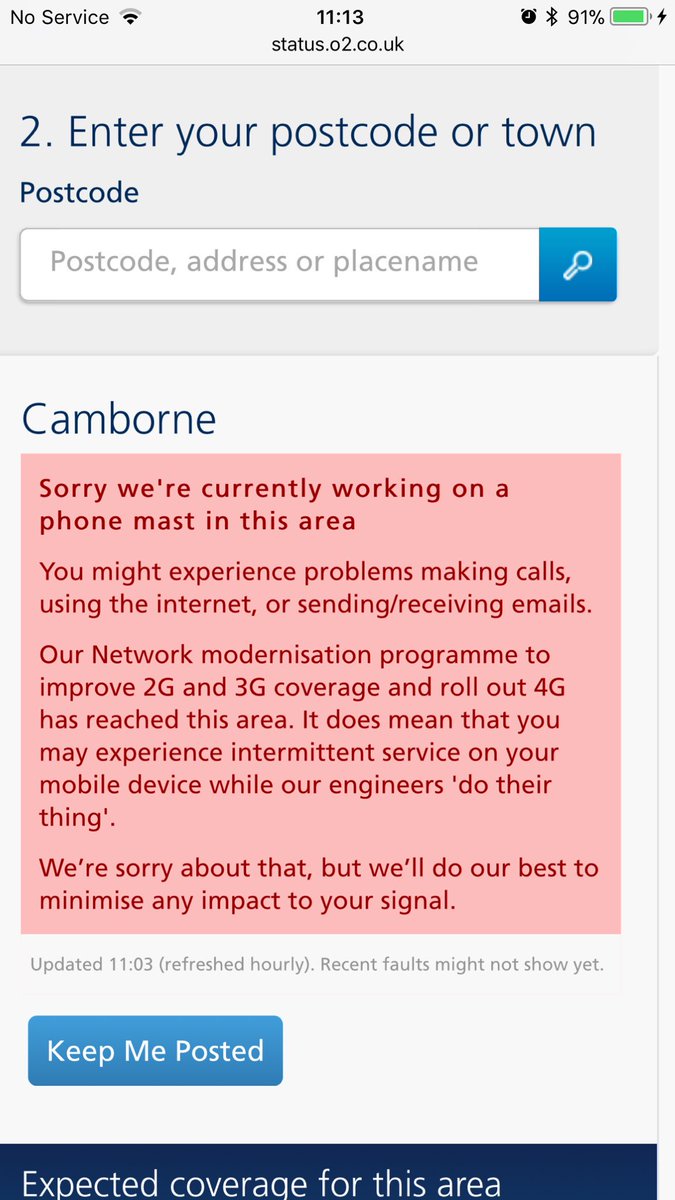 No Service 11:13 91%
status.o2.co.uk
2. Enter your postcode or town
Postcode
Postcode, address or placename
Camborne
Sorry we're currently working on a
phone mast in this area
You might experience problems making calls,
using the internet, or sending/receiving emails.
Our Network modernisation programme to
improve 2G and 3G coverage and roll out 4G
has reached this area. It does mean that you
may experience intermittent service on your
mobile device while our engineers 'do their
thing'.
We’re sorry about that, but we’ll do our best to
minimise any impact to your signal.
Updated 11:03 (refreshed hourly). Recent faults might not show yet.
Keep Me Posted
Expected coverage for this area